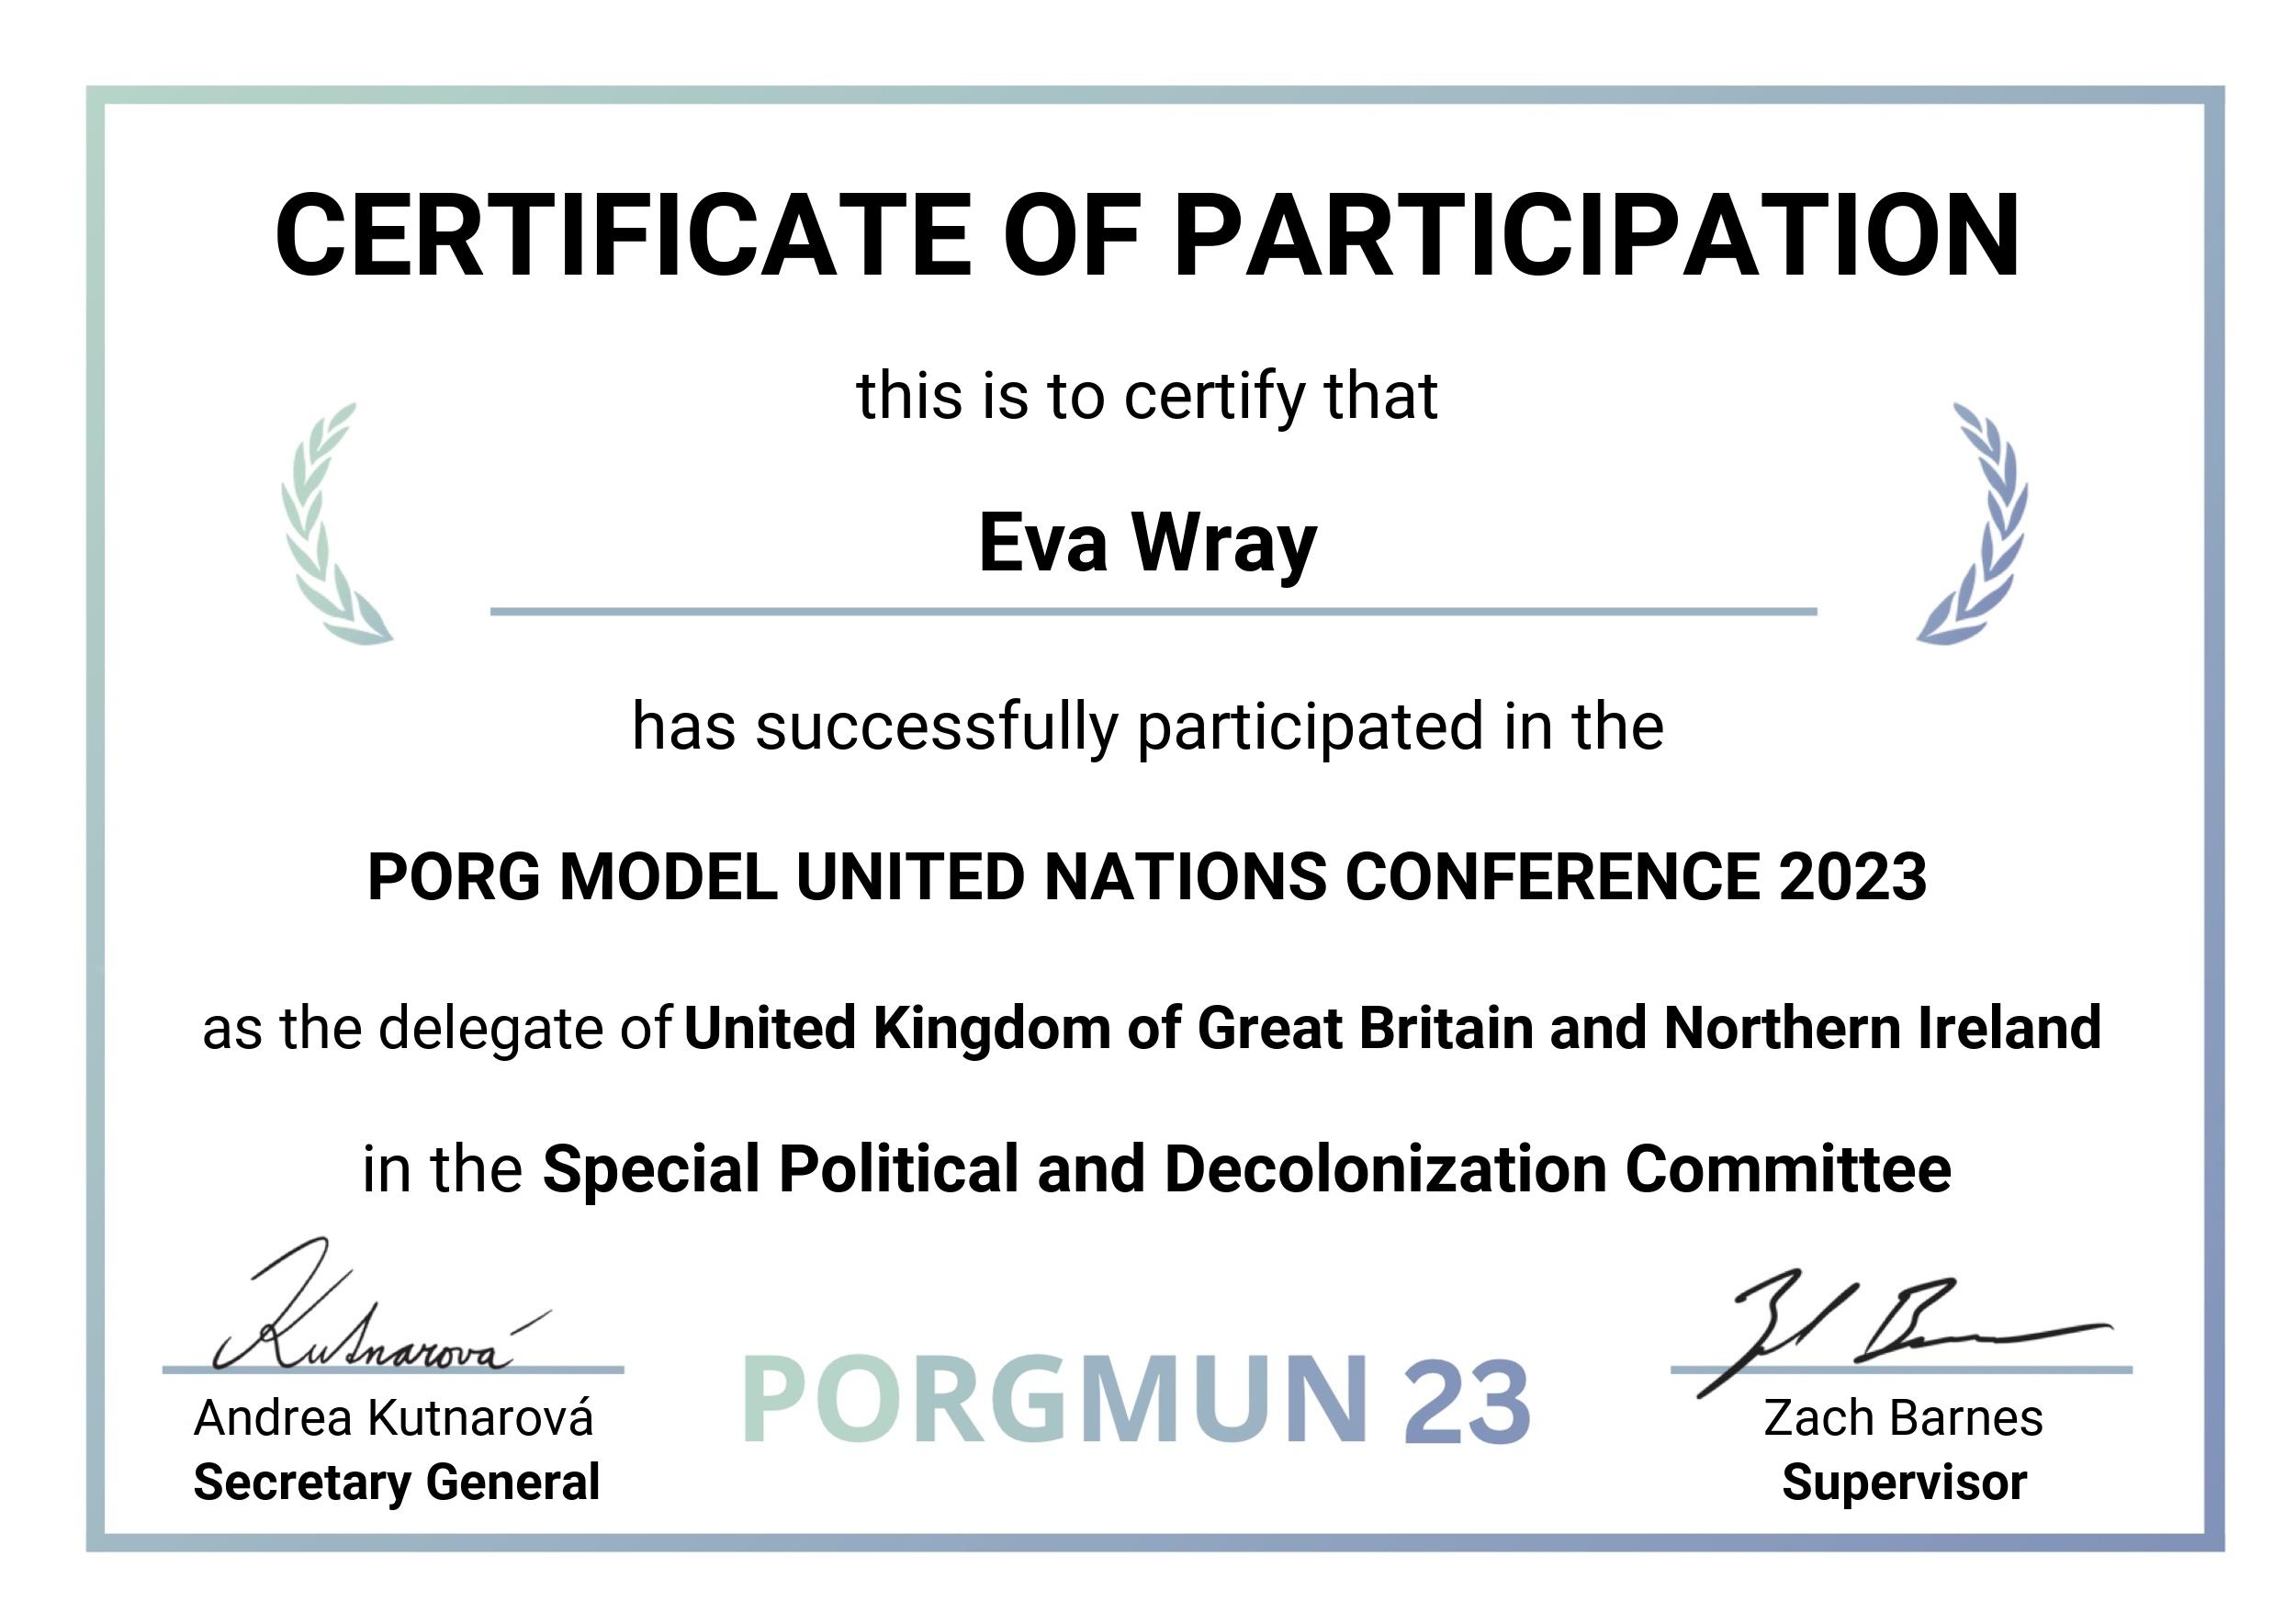 CERTIFICATE OF PARTICIPATION
this is to certify that
Eva Wray
has successfully participated in the
PORG MODEL UNITED NATIONS CONFERENCE 2023
as the delegate of United Kingdom of Great Britain and Northern Ireland
in the Special Political and Decolonization Committee
Kutnarová
Andrea Kutnarová
Secretary General
PORGMUN 23
Zach Barnes
Supervisor